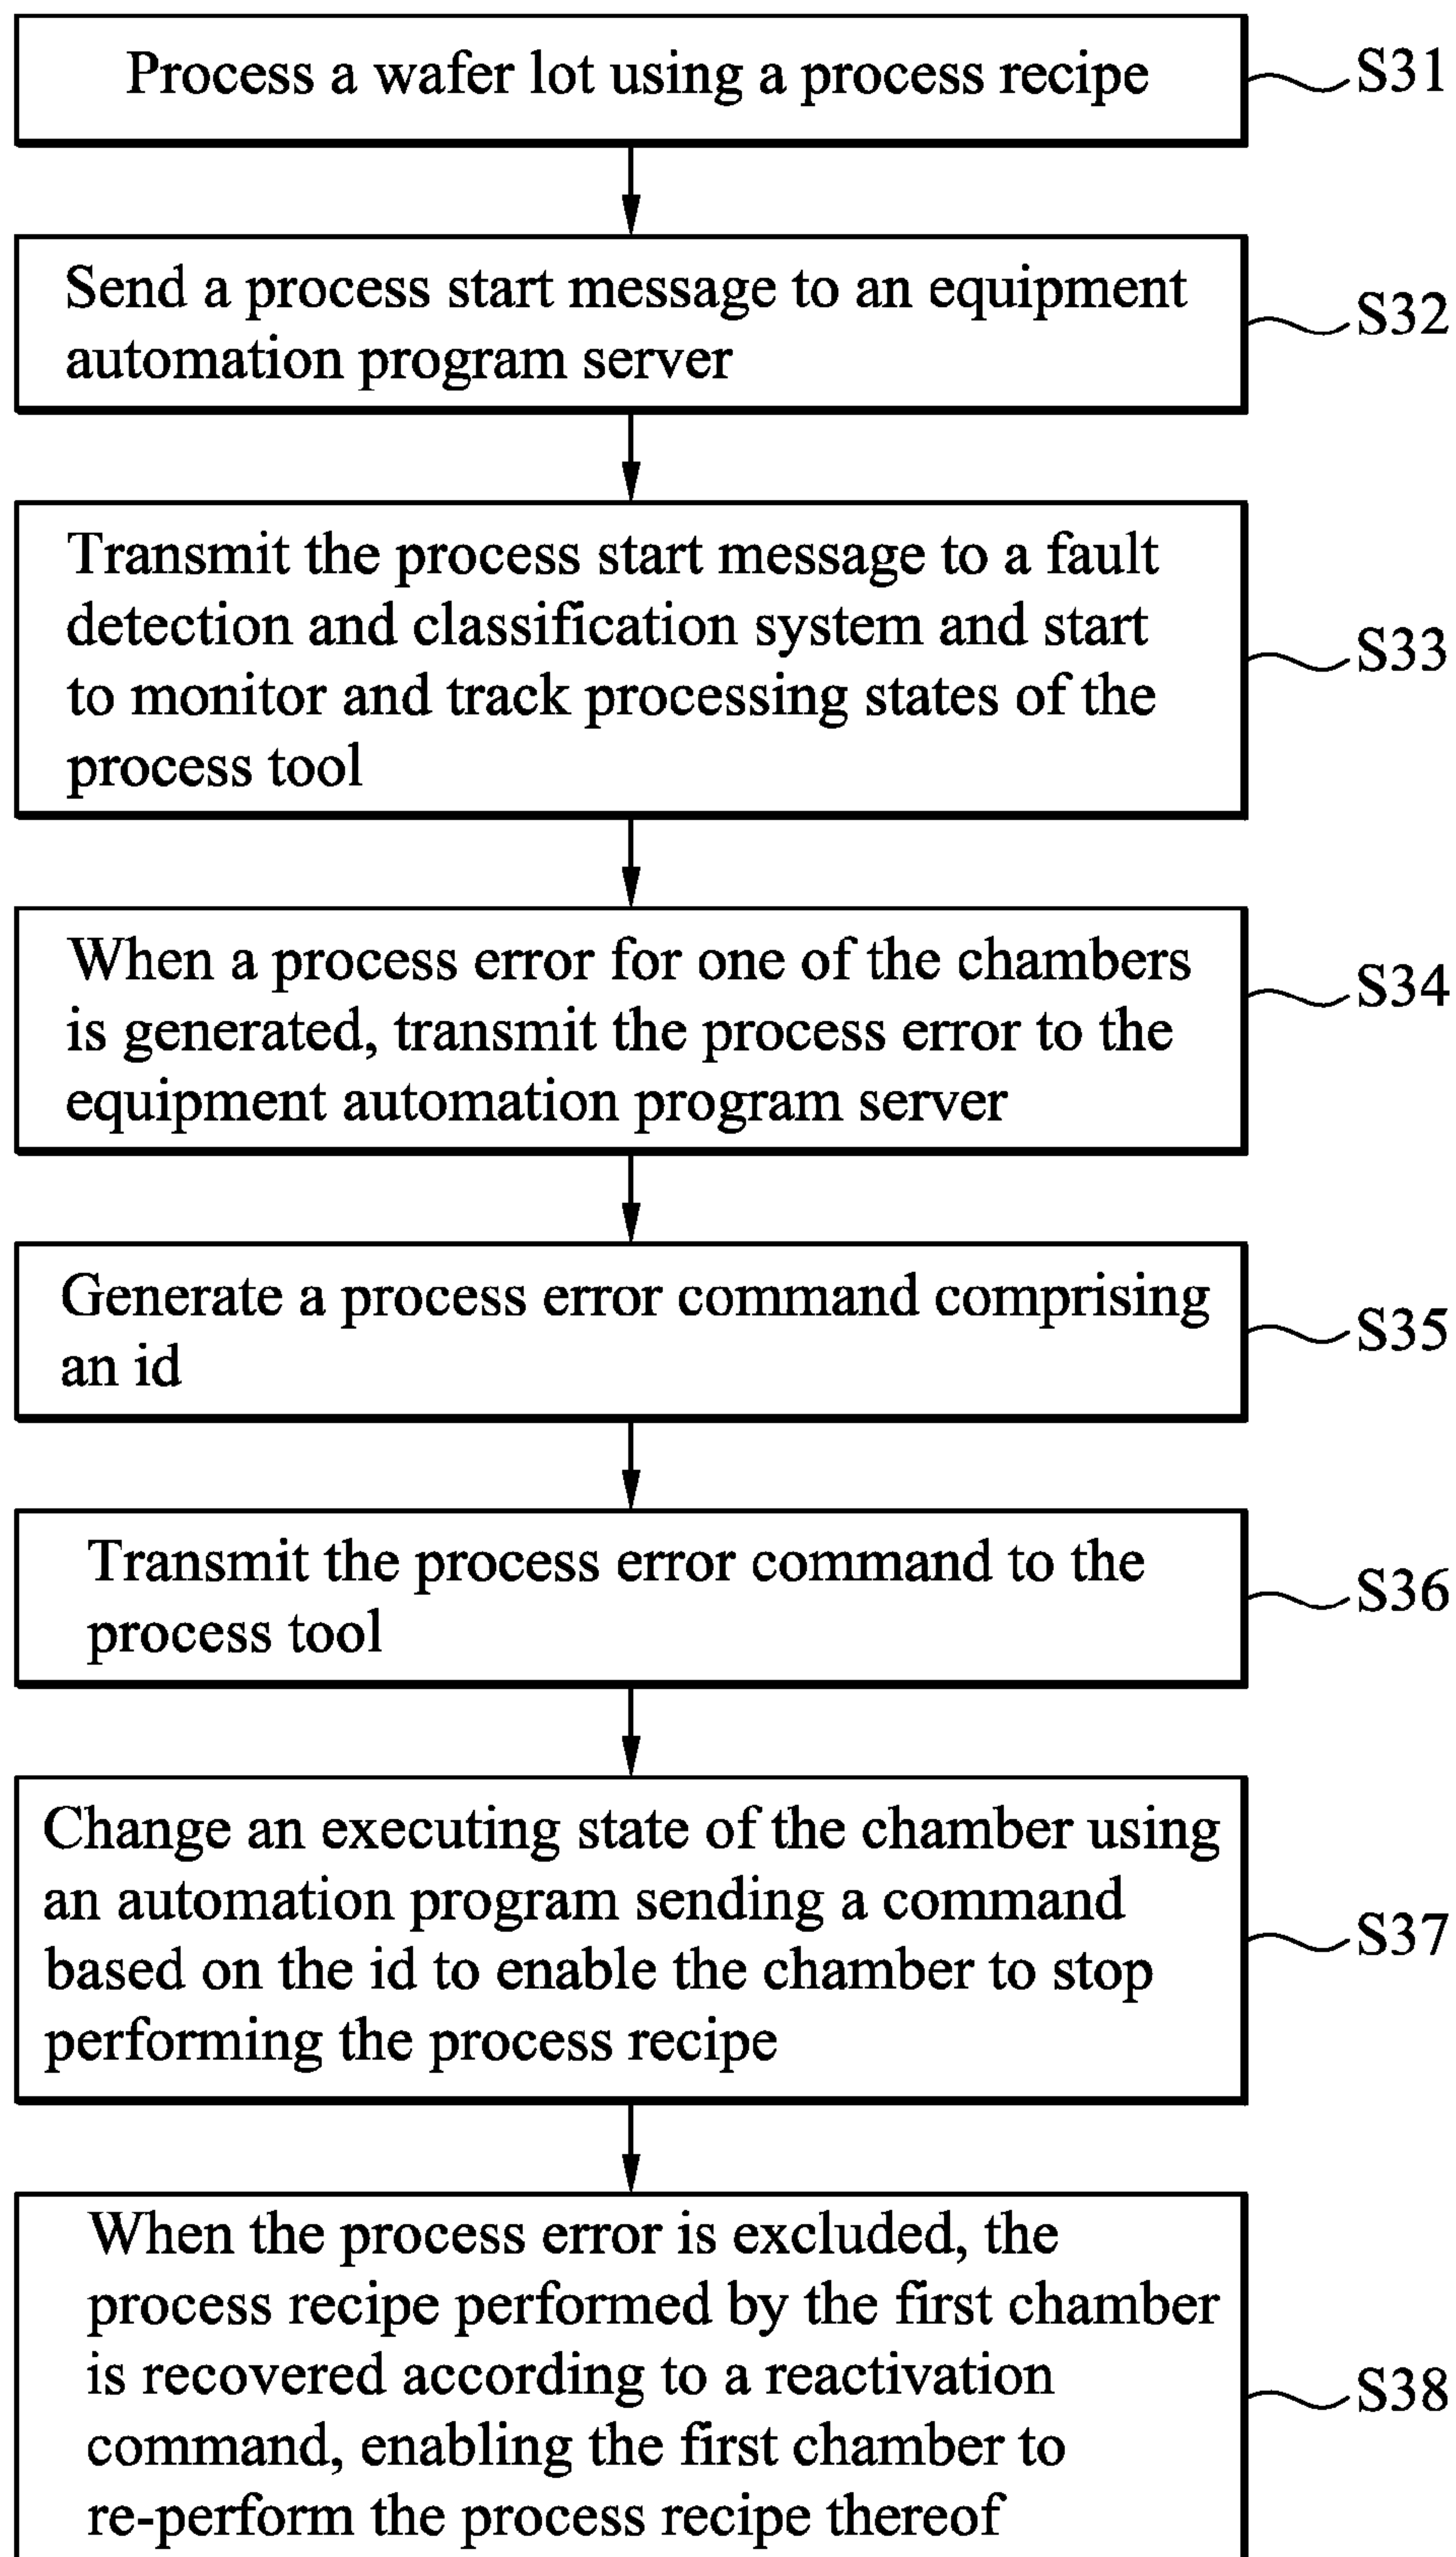 Process a wafer lot using a process recipe
S31
Send a process start message to an equipment
automation program server
S32
Transmit the process start message to a fault
detection and classification system and start
to monitor and track processing states of the
process tool
S33
When a process error for one of the chambers
is generated, transmit the process error to the
equipment automation program server
S34
Generate a process error command comprising
an id
S35
Transmit the process error command to the
process tool
S36
Change an executing state of the chamber using
an automation program sending a command
based on the id to enable the chamber to stop
performing the process recipe
S37
When the process error is excluded, the
process recipe performed by the first chamber
is recovered according to a reactivation
command, enabling the first chamber to
re-perform the process recipe thereof
S38